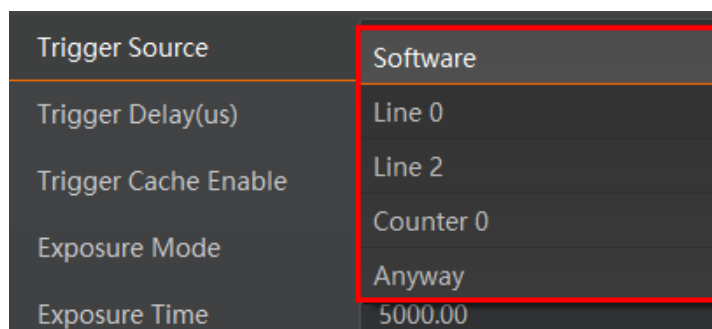 Trigger Source
Software
Trigger Delay(us)
Line 0
Trigger Cache Enable
Line 2
Exposure Mode
Counter 0
Anyway
Exposure Time
5000.00